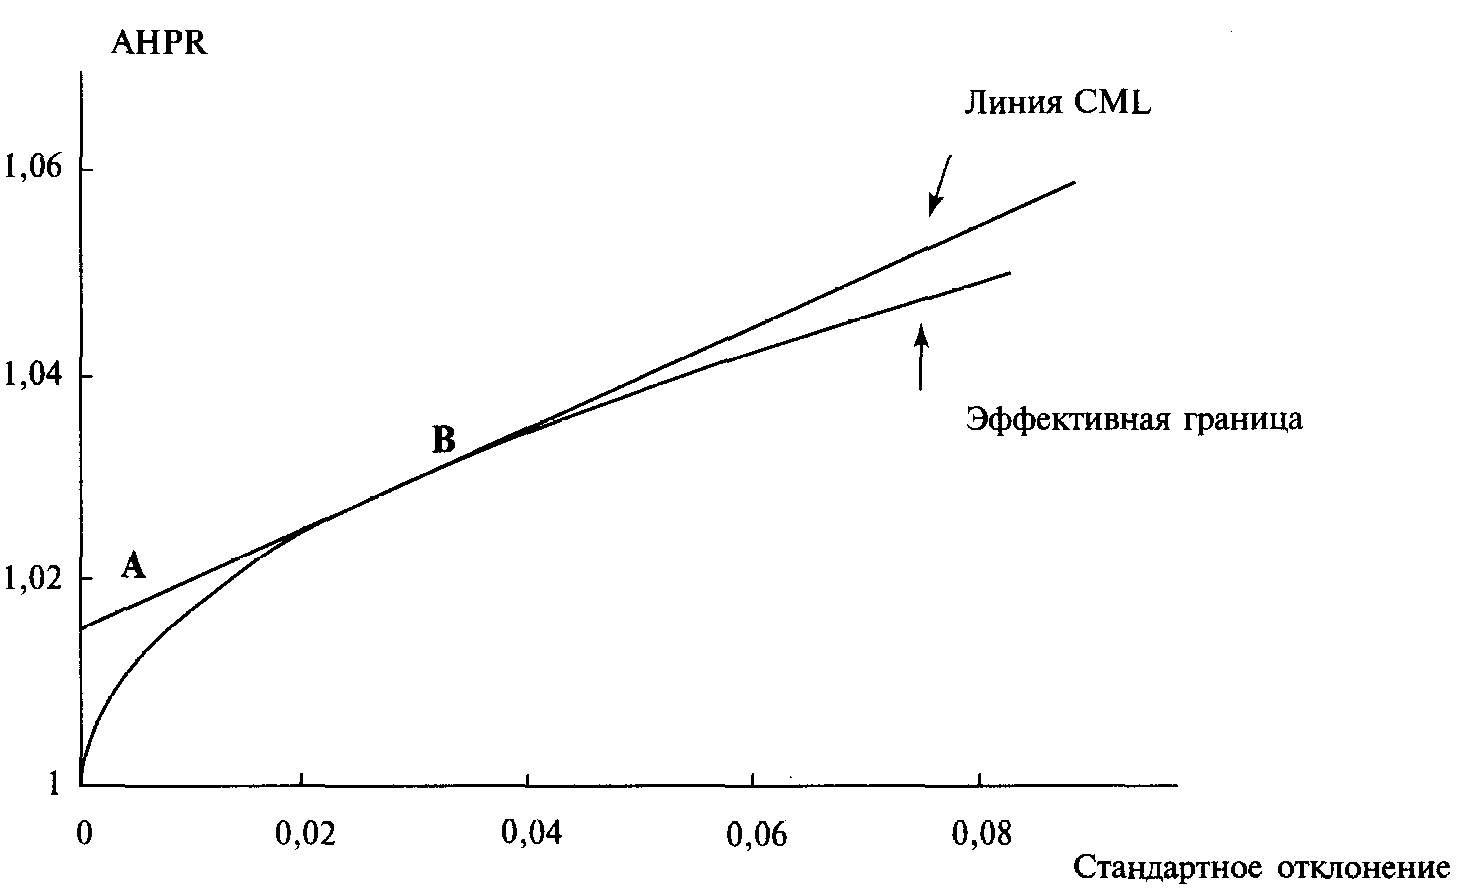 AHPR
Линия CML
1,06
1,04
Эффективная граница
B
A
1,02
1
0 0,02 0,04 0,06 0,08
Стандартное отклонение